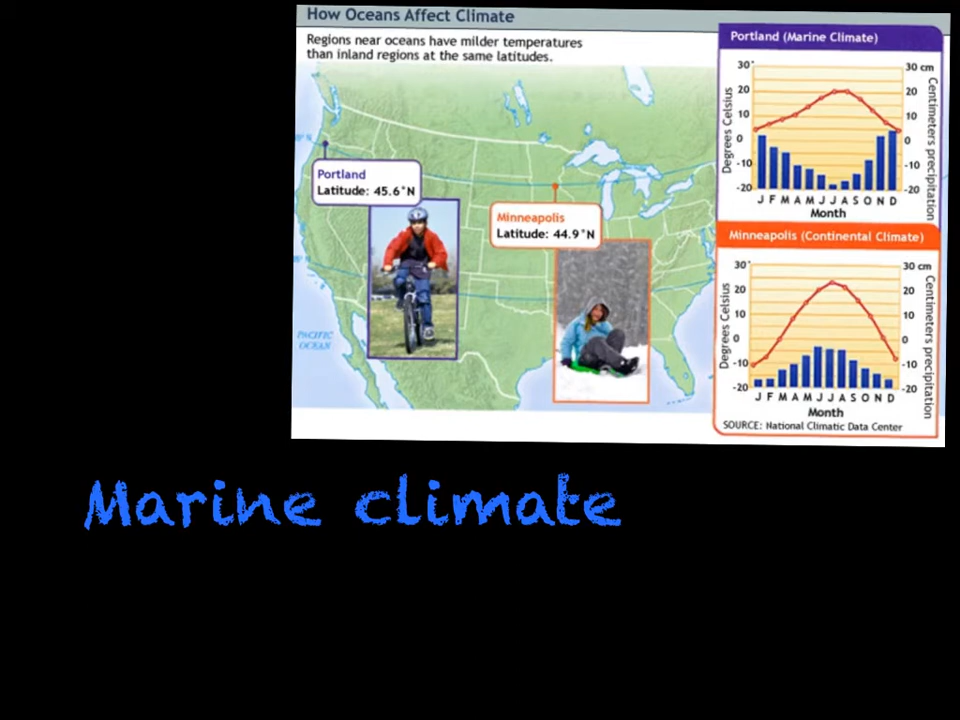 How Oceans Affect Climate
Regions near oceans have milder temperatures
than inland regions at the same latitudes.
Portland
Latitude: 45.6°N
Minneapolis
Latitude: 44.9°N
PACIFIC
OCEAN
Portland (Marine Climate)
30°
20
10
0
-10
-20
Degrees Celsius
30 cm
20
10
0
-10
-20
Centimeters precipitation
J F M A M J J A S O N D
Month
Minneapolis (Continental Climate)
30°
20
10
0
-10
-20
Degrees Celsius
30 cm
20
10
0
-10
-20
Centimeters precipitation
J F M A M J J A S O N D
Month
SOURCE: National Climatic Data Center
Marine climate